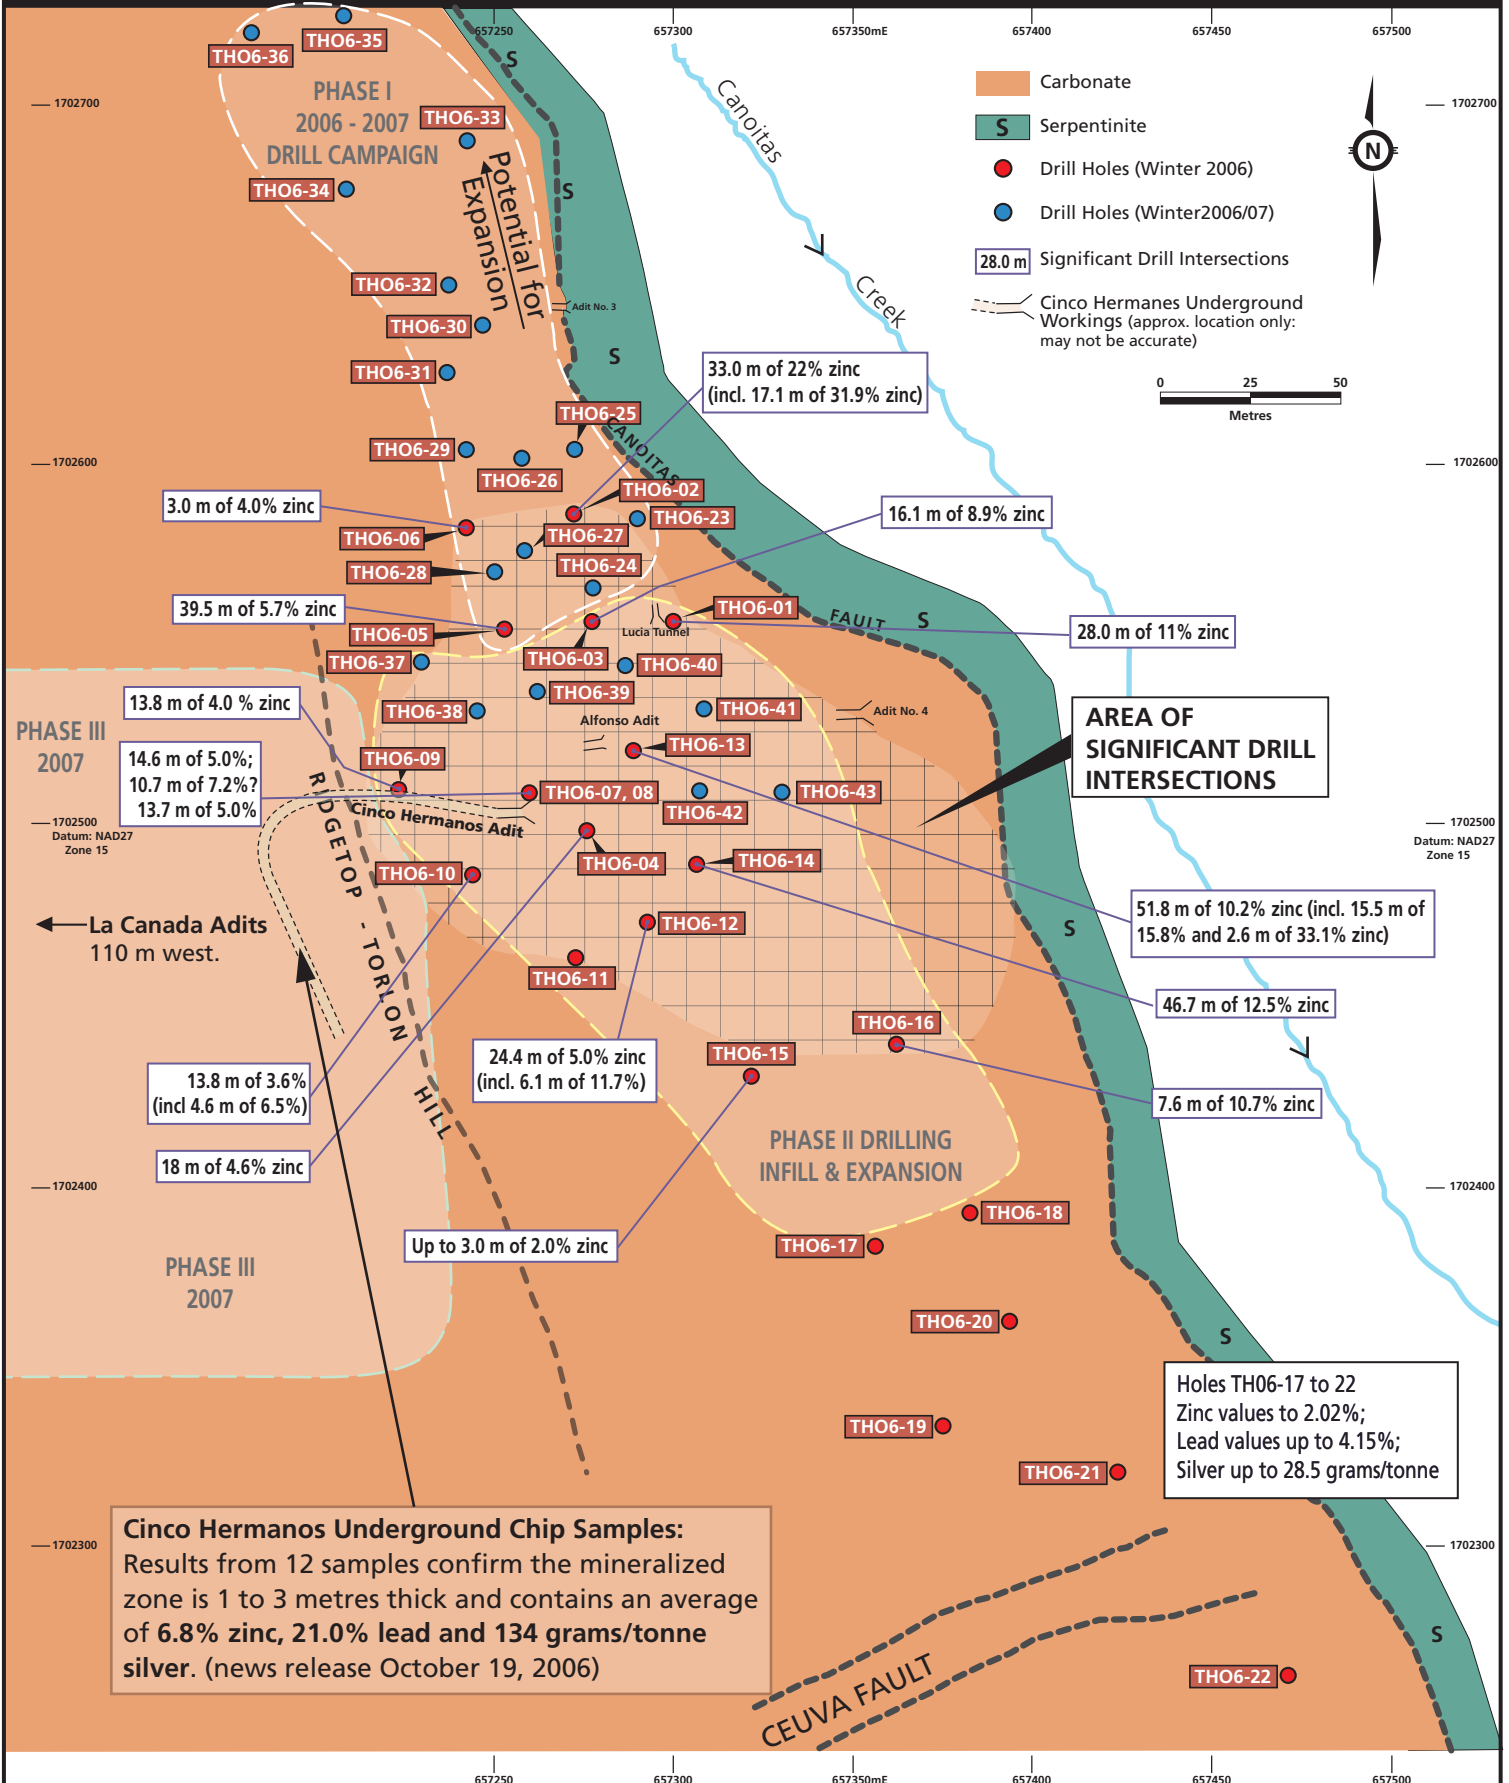 657250
657300
657350mE
657400
657450
657500
THO6-36
THO6-35
PHASE I
2006 - 2007
DRILL CAMPAIGN
THO6-33
THO6-34
Potential for
Expansion
THO6-32
THO6-30
THO6-31
Adit No. 3
S
S
S
Canoitas
Creek
Carbonate
S
Serpentinite
Drill Holes (Winter 2006)
Drill Holes (Winter2006/07)
28.0 m
Significant Drill Intersections
Cinco Hermanes Underground
Workings (approx. location only:
may not be accurate)
N
0
25
50
Metres
1702700
1702700
1702600
1702600
33.0 m of 22% zinc
(incl. 17.1 m of 31.9% zinc)
THO6-25
THO6-29
THO6-26
CANOITAS
THO6-02
THO6-23
3.0 m of 4.0% zinc
THO6-06
THO6-27
THO6-24
THO6-28
16.1 m of 8.9% zinc
39.5 m of 5.7% zinc
THO6-05
THO6-01
Lucia Tunnel
FAULT
S
28.0 m of 11% zinc
THO6-37
THO6-03
THO6-40
THO6-39
THO6-38
THO6-41
Adit No. 4
Alfonso Adit
THO6-13
13.8 m of 4.0 % zinc
PHASE III
2007
14.6 m of 5.0%;
10.7 m of 7.2%?
13.7 m of 5.0%
THO6-09
THO6-07, 08
THO6-42
THO6-43
Cinco Hermanos Adit
AREA OF
SIGNIFICANT DRILL
INTERSECTIONS
1702500
Datum: NAD27
Zone 15
1702500
Datum: NAD27
Zone 15
THO6-04
THO6-14
THO6-10
THO6-12
THO6-11
RIDGETOP - TORLON
HILL
La Canada Adits
110 m west.
S
51.8 m of 10.2% zinc (incl. 15.5 m of
15.8% and 2.6 m of 33.1% zinc)
46.7 m of 12.5% zinc
THO6-16
THO6-15
24.4 m of 5.0% zinc
(incl. 6.1 m of 11.7%)
13.8 m of 3.6%
(incl 4.6 m of 6.5%)
7.6 m of 10.7% zinc
18 m of 4.6% zinc
PHASE II DRILLING
INFILL & EXPANSION
1702400
1702400
THO6-18
THO6-17
Up to 3.0 m of 2.0% zinc
PHASE III
2007
THO6-20
S
Holes TH06-17 to 22
Zinc values to 2.02%;
Lead values up to 4.15%;
Silver up to 28.5 grams/tonne
THO6-19
THO6-21
Cinco Hermanos Underground Chip Samples:
Results from 12 samples confirm the mineralized
zone is 1 to 3 metres thick and contains an average
of 6.8% zinc, 21.0% lead and 134 grams/tonne
silver. (news release October 19, 2006)
1702300
1702300
S
THO6-22
CEUVA FAULT
657250
657300
657350mE
657400
657450
657500